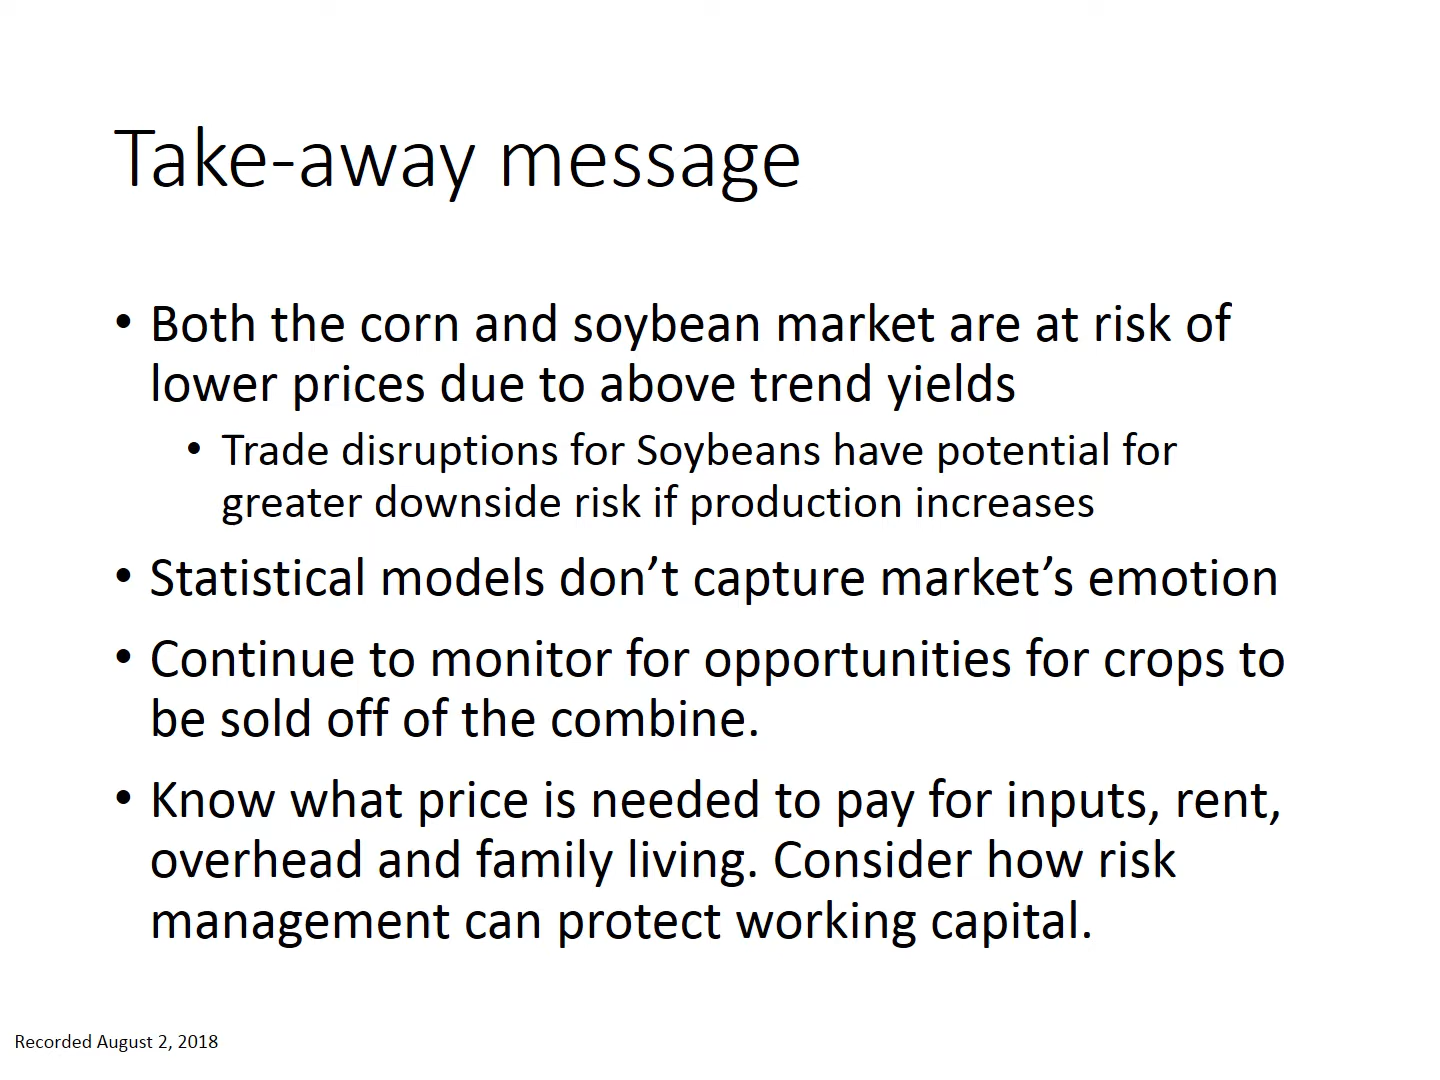 Take-away message
• Both the corn and soybean market are at risk of
lower prices due to above trend yields
• Trade disruptions for Soybeans have potential for
greater downside risk if production increases
• Statistical models don’t capture market’s emotion
• Continue to monitor for opportunities for crops to
be sold off of the combine.
• Know what price is needed to pay for inputs, rent,
overhead and family living. Consider how risk
management can protect working capital.
Recorded August 2, 2018